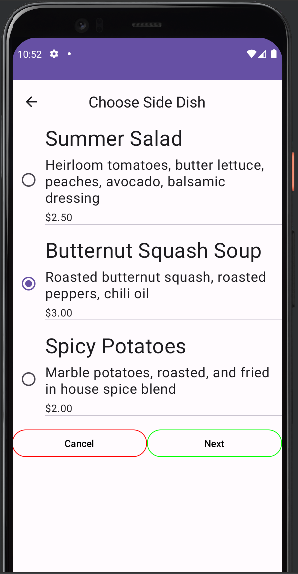 10:52
Choose Side Dish
Summer Salad
Heirloom tomatoes, butter lettuce,
peaches, avocado, balsamic
dressing
$2.50
Butternut Squash Soup
Roasted butternut squash, roasted
peppers, chili oil
$3.00
Spicy Potatoes
Marble potatoes, roasted, and fried
in house spice blend
$2.00
Cancel Next